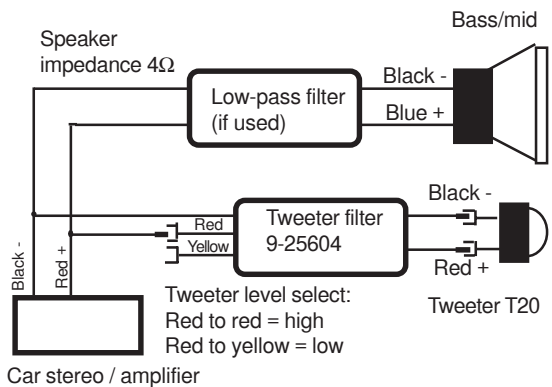 Bass/mid
Speaker
impedance 4Ω
Black -
Low-pass filter
(if used)
Blue +
Black -
Red
Tweeter filter
9-25604
Yellow
Red +
Black -
Red +
Tweeter level select:
Red to red = high
Red to yellow = low
Tweeter T20
Car stereo / amplifier